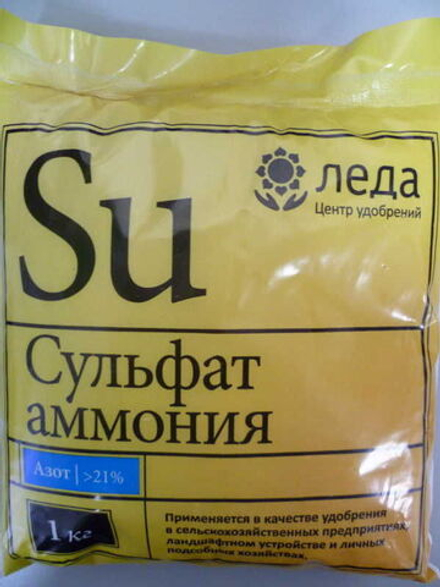 Su
леда
Центр удобрений
Сульфат
аммония
Азот | >21%
1 кг
Применяется в качестве удобрения
в сельскохозяйственных предприятиях,
ландшафтном устройстве и личных
подсобных хозяйствах.